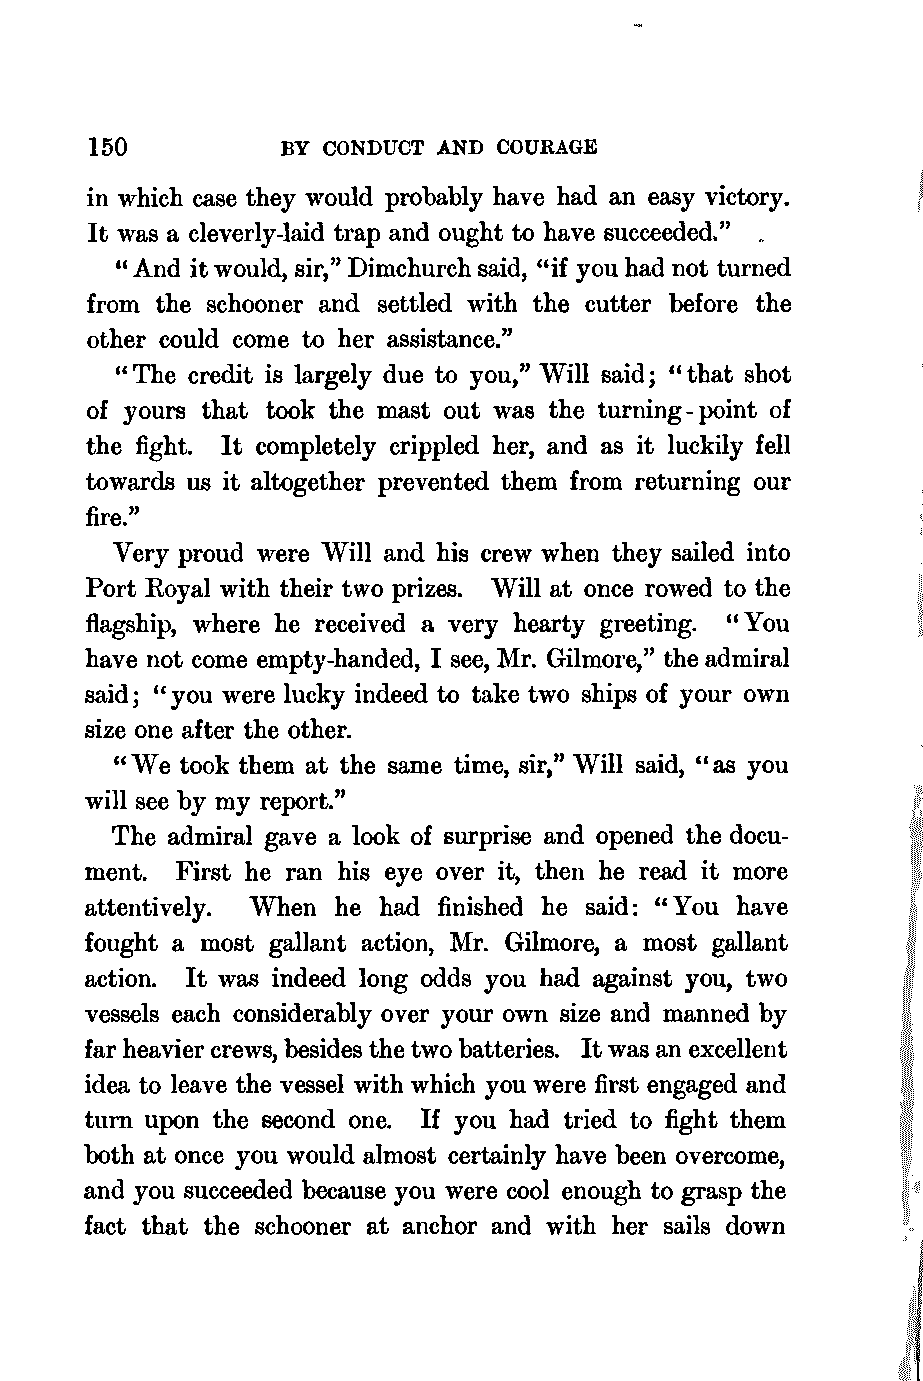 150 BY CONDUCT AND COURAGE
in which case they would probably have had an easy victory.
It was a cleverly-laid trap and ought to have succeeded."
"And it would, sir," Dimchurch said, "if you had not turned
from the schooner and settled with the cutter before the
other could come to her assistance."
"The credit is largely due to you," Will said; "that shot
of yours that took the mast out was the turning-point of
the fight. It completely crippled her, and as it luckily fell
towards us it altogether prevented them from returning our
fire."
Very proud were Will and his crew when they sailed into
Port Royal with their two prizes. Will at once rowed to the
flagship, where he received a very hearty greeting. "You
have not come empty-handed, I see, Mr. Gilmore," the admiral
said; "you were lucky indeed to take two ships of your own
size one after the other.
"We took them at the same time, sir," Will said, "as you
will see by my report."
The admiral gave a look of surprise and opened the docu-
ment. First he ran his eye over it, then he read it more
attentively. When he had finished he said: "You have
fought a most gallant action, Mr. Gilmore, a most gallant
action. It was indeed long odds you had against you, two
vessels each considerably over your own size and manned by
far heavier crews, besides the two batteries. It was an excellent
idea to leave the vessel with which you were first engaged and
turn upon the second one. If you had tried to fight them
both at once you would almost certainly have been overcome,
and you succeeded because you were cool enough to grasp the
fact that the schooner at anchor and with her sails down